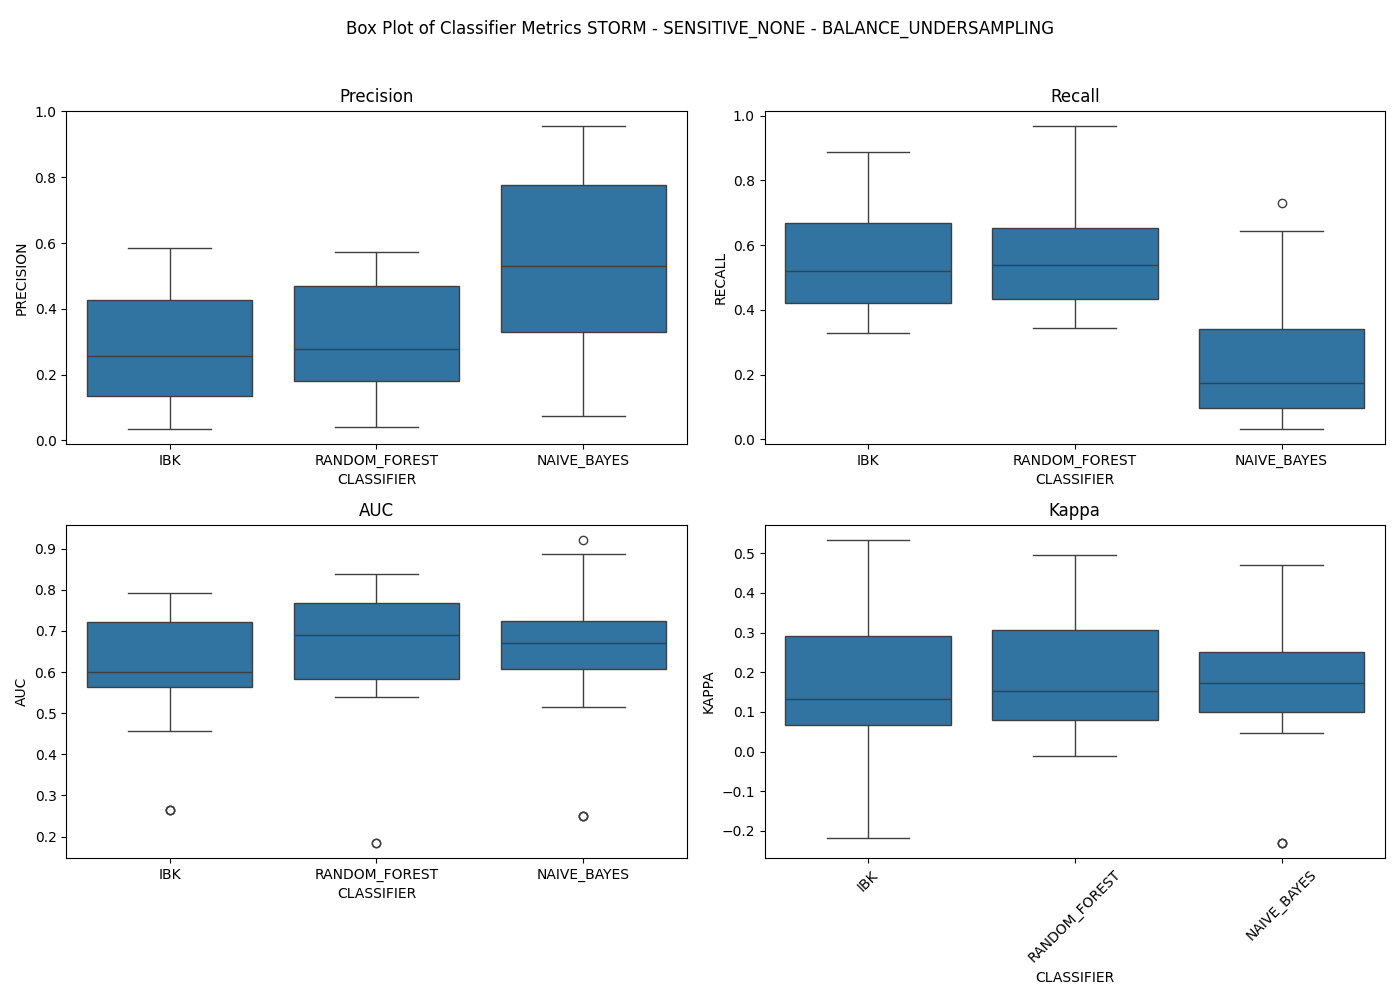 Box Plot of Classifier Metrics STORM - SENSITIVE_NONE - BALANCE_UNDERSAMPLING
Precision
1.0
0.8
0.6
0.4
0.2
0.0
PRECISION
IBK RANDOM_FOREST NAIVE_BAYES
CLASSIFIER
Recall
1.0
0.8
0.6
0.4
0.2
0.0
RECALL
IBK RANDOM_FOREST NAIVE_BAYES
CLASSIFIER
AUC
0.9
0.8
0.7
0.6
0.5
0.4
0.3
0.2
AUC
IBK RANDOM_FOREST NAIVE_BAYES
CLASSIFIER
Kappa
0.5
0.4
0.3
0.2
0.1
0.0
−0.1
−0.2
KAPPA
IBK
RANDOM_FOREST
NAIVE_BAYES
CLASSIFIER